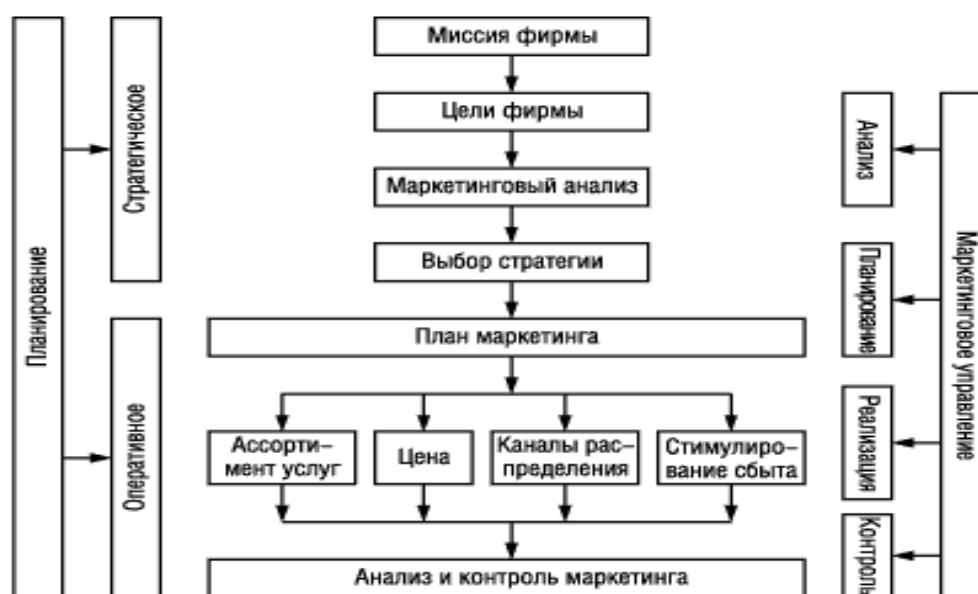 Планирование
Стратегическое
Оперативное
Миссия фирмы
Цели фирмы
Маркетинговый анализ
Выбор стратегии
План маркетинга
Ассорти–
мент услуг
Цена
Каналы рас–
пределения
Стимулиро–
вание сбыта
Анализ и контроль маркетинга
Анализ
Планирование
Реализация
Контроль
Маркетинговое управление